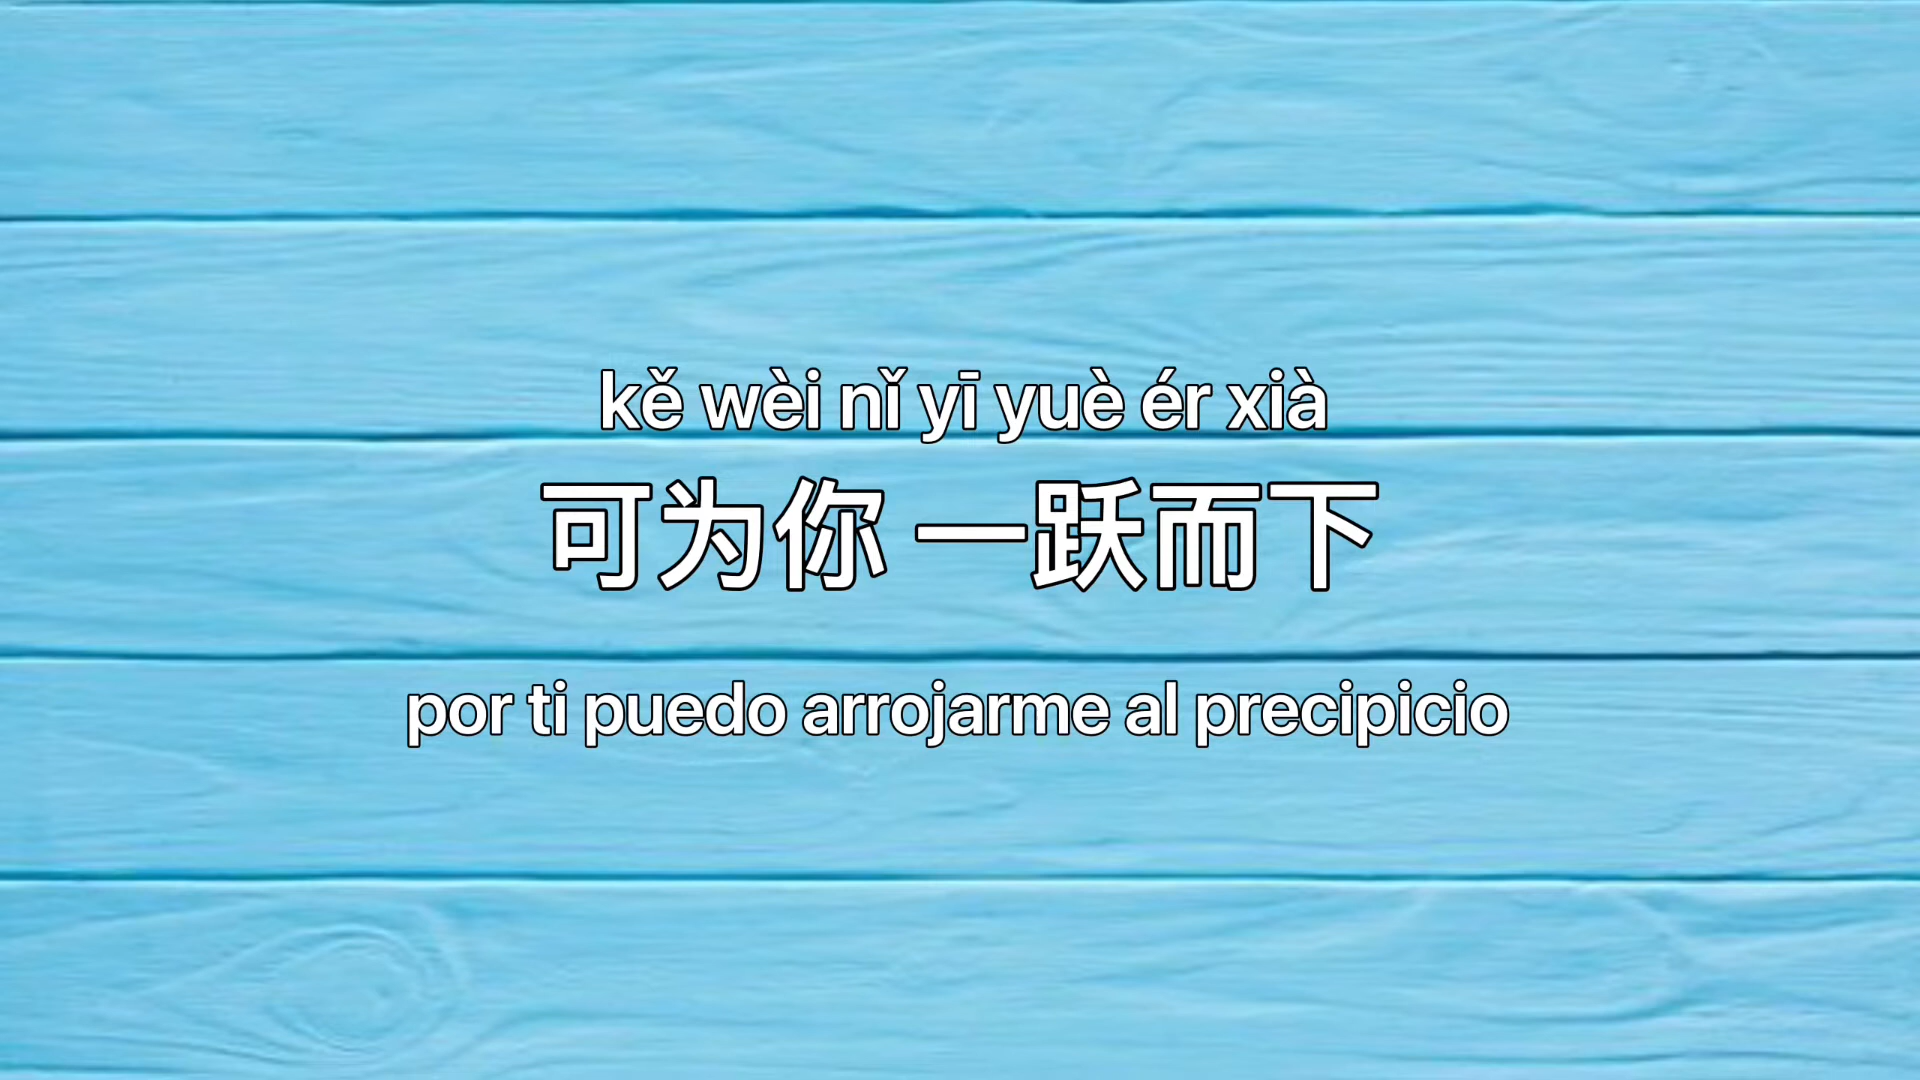 kě wèi nǐ yī yuè ér xià
可为你 一跃而下
por ti puedo arrojarme al precipicio